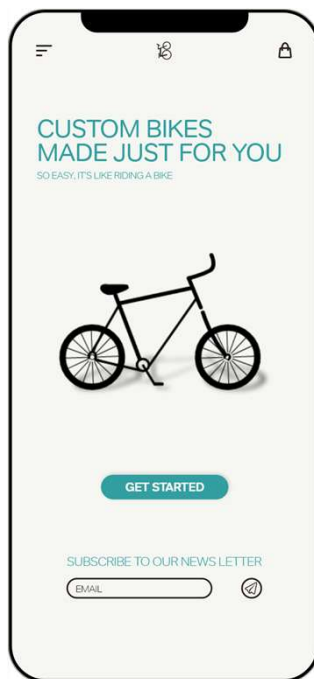 CUSTOM BIKES
MADE JUST FOR YOU
SO EASY, IT'S LIKE RIDING A BIKE
GET STARTED
SUBSCRIBE TO OUR NEWS LETTER
EMAIL